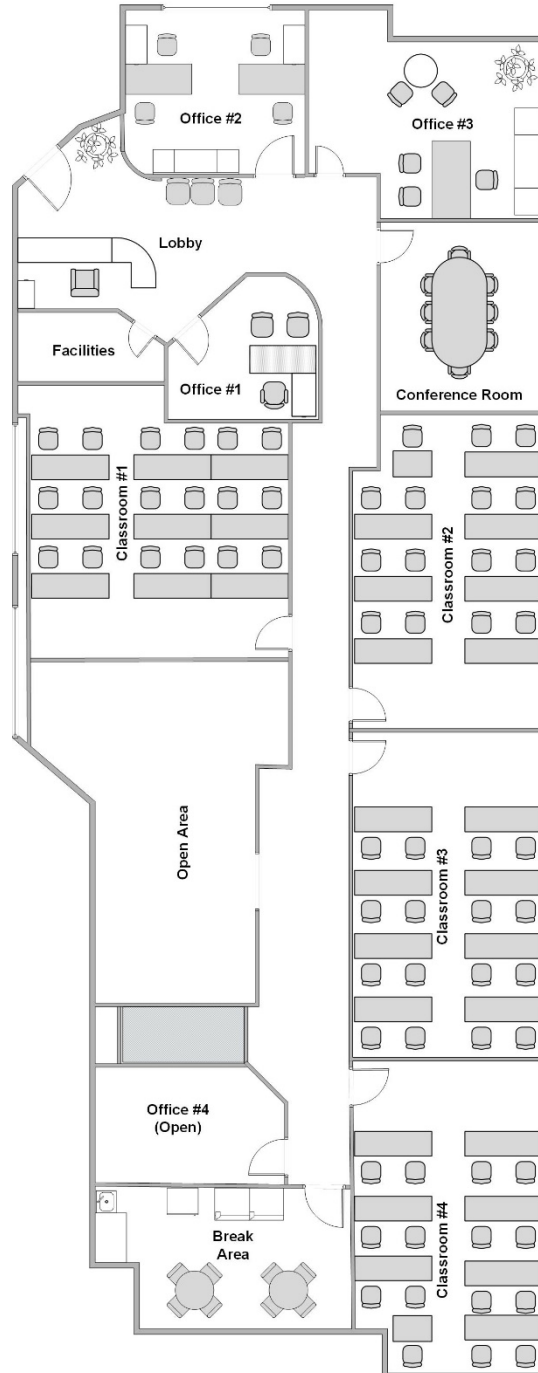 Office #2
Office #3
Lobby
Facilities
Office #1
Conference Room
Classroom #1
Classroom #2
Classroom #3
Open Area
Office #4
(Open)
Break
Area
Classroom #4